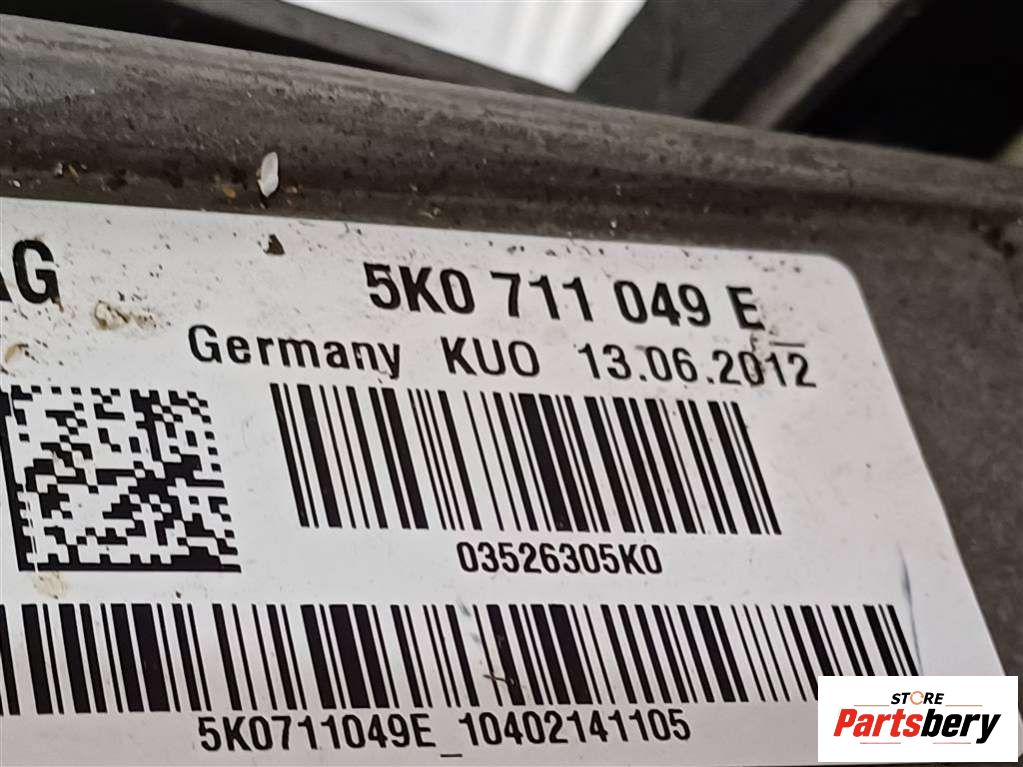 AG 5K0 711 049 E
Germany KUO 13.06.2012
03526305K0
5K0711049E_10402141105
STORE
Partsbery